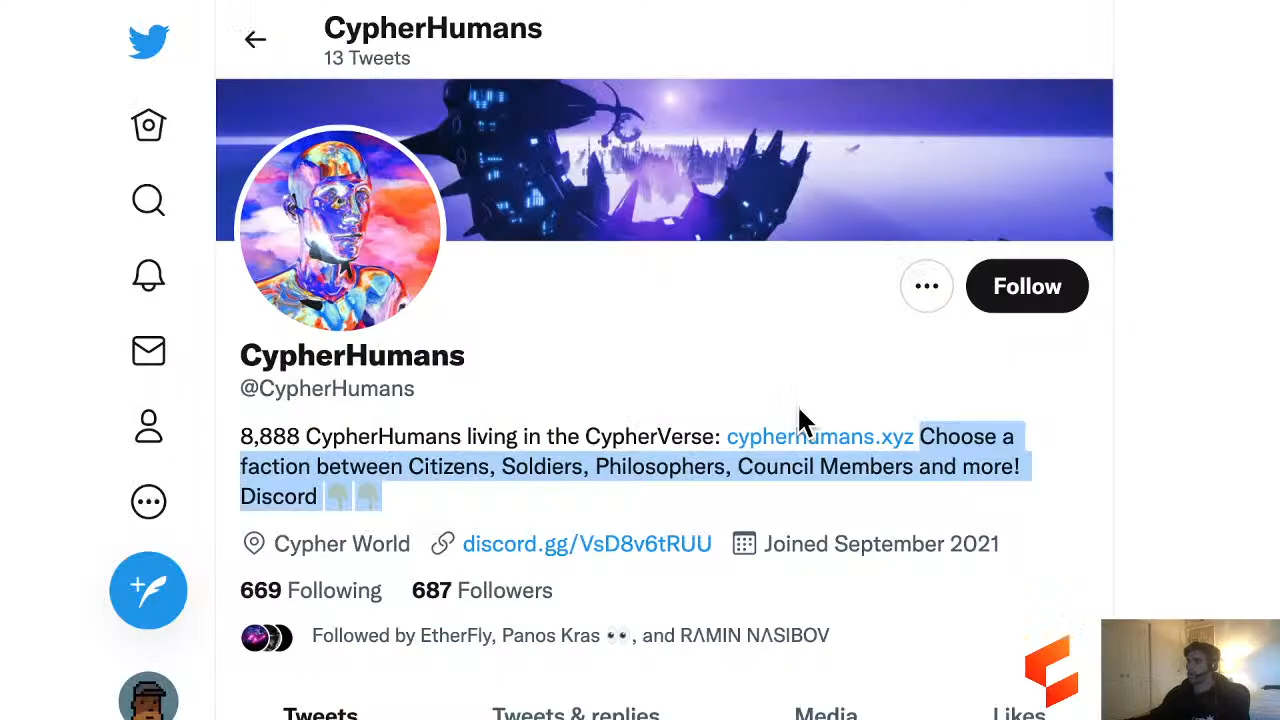 CypherHumans
13 Tweets
Follow
CypherHumans
@CypherHumans
8,888 CypherHumans living in the CypherVerse: cypherhumans.xyz Choose a
faction between Citizens, Soldiers, Philosophers, Council Members and more!
Discord 👇👇
Cypher World discord.gg/VsD8v6tRUU Joined September 2021
669 Following 687 Followers
Followed by EtherFly, Panos Kras 👀, and RΛMIN NΛSIBOV
Tweets Tweets & replies Media Likes